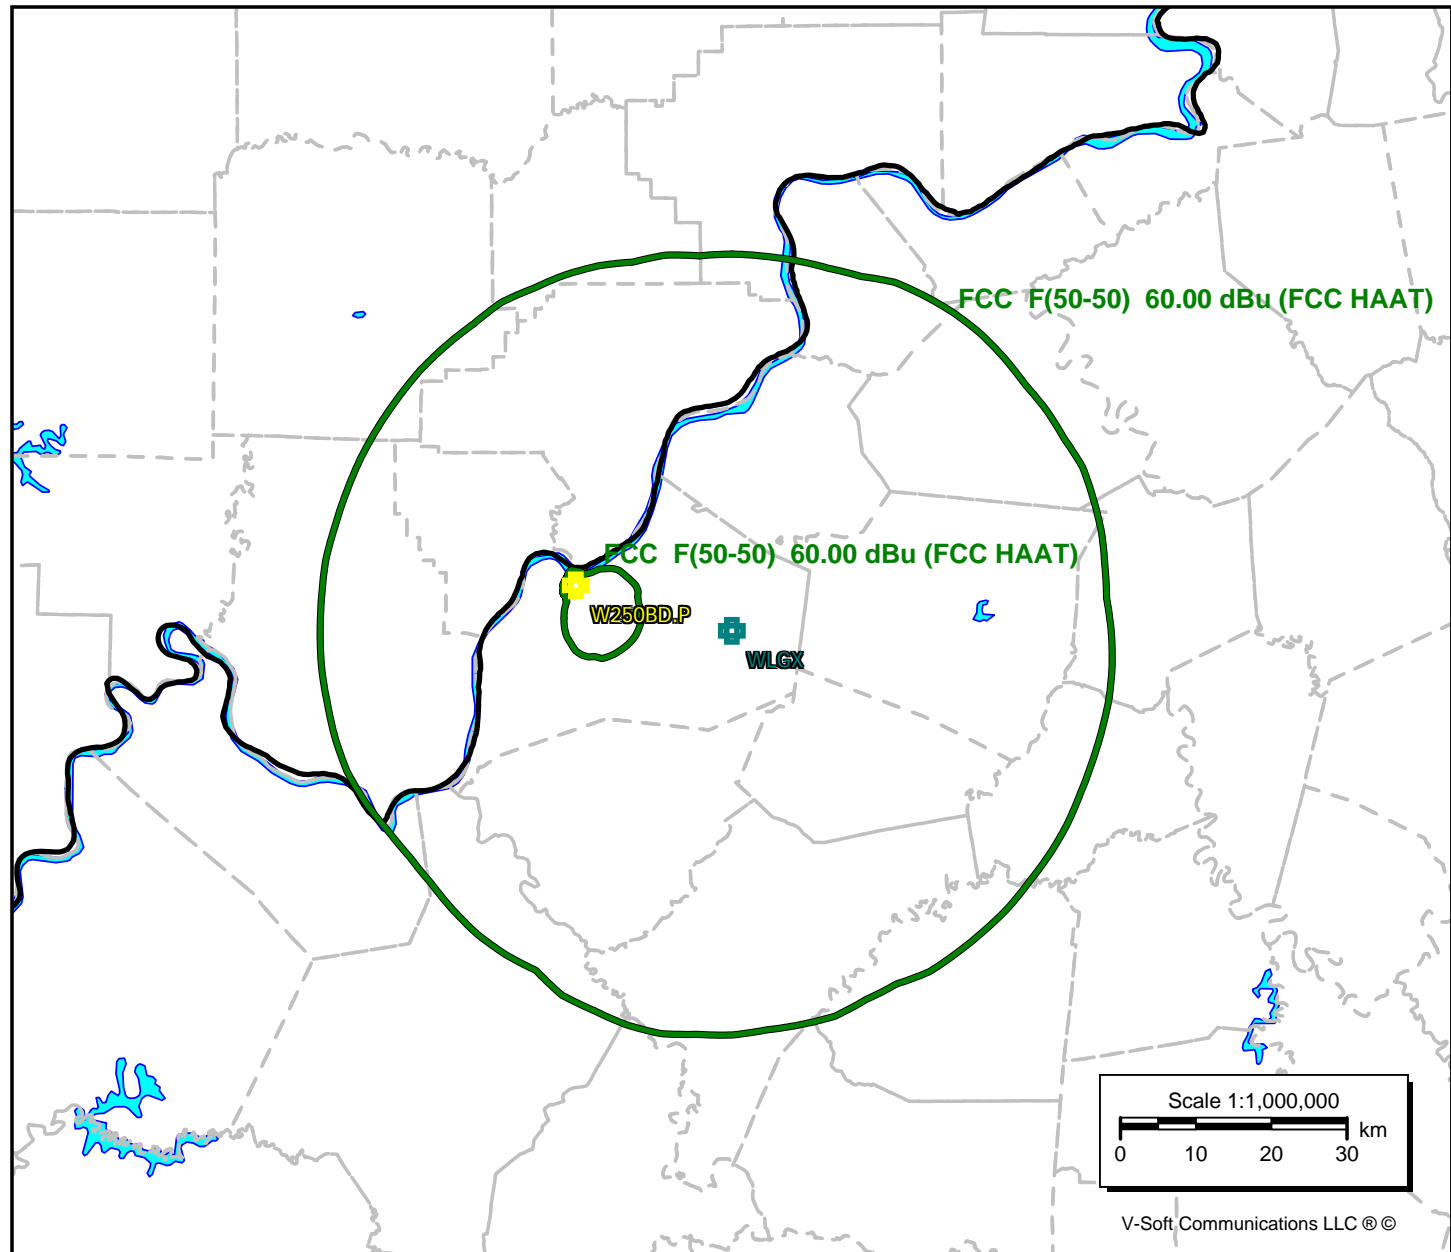 FCC F(50-50) 60.00 dBu (FCC HAAT)
FCC F(50-50) 60.00 dBu (FCC HAAT)
W250BD.P
WLGX
Scale 1:1,000,000
km
0 10 20 30
V-Soft Communications LLC ® ©